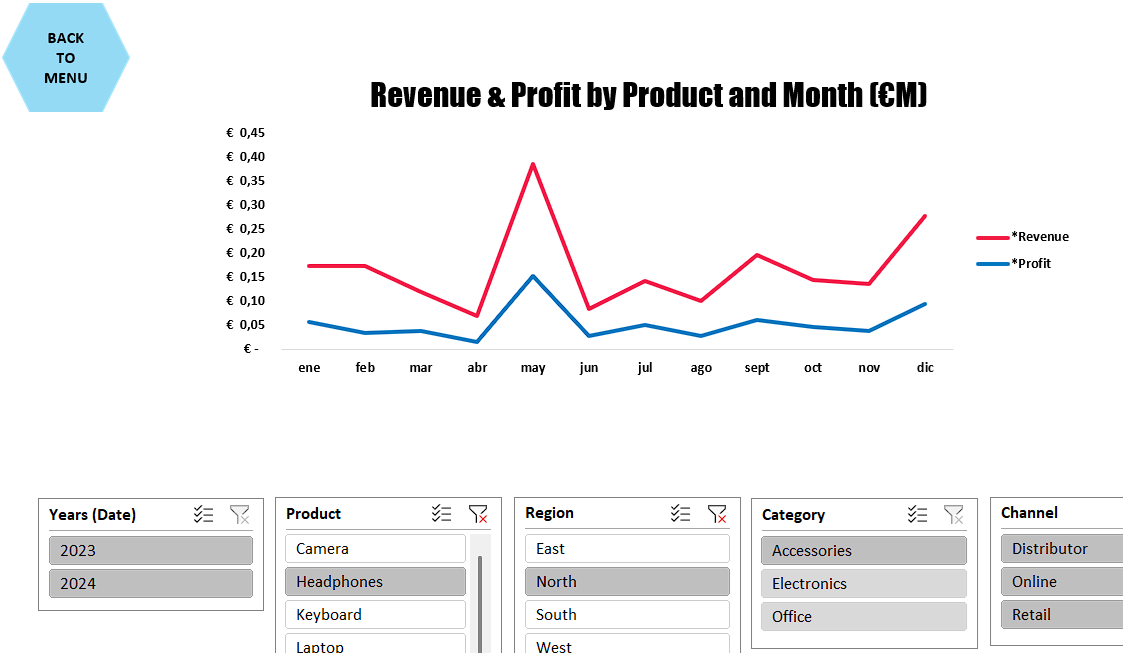 BACK
TO
MENU
Revenue & Profit by Product and Month (€M)
€ 0,45
€ 0,40
€ 0,35
€ 0,30
€ 0,25
€ 0,20
€ 0,15
€ 0,10
€ 0,05
€ -
ene feb mar abr may jun jul ago sept oct nov dic
*Revenue
*Profit
Years (Date)
2023
2024
Product
Camera
Headphones
Keyboard
Laptop
Region
East
North
South
West
Category
Accessories
Electronics
Office
Channel
Distributor
Online
Retail